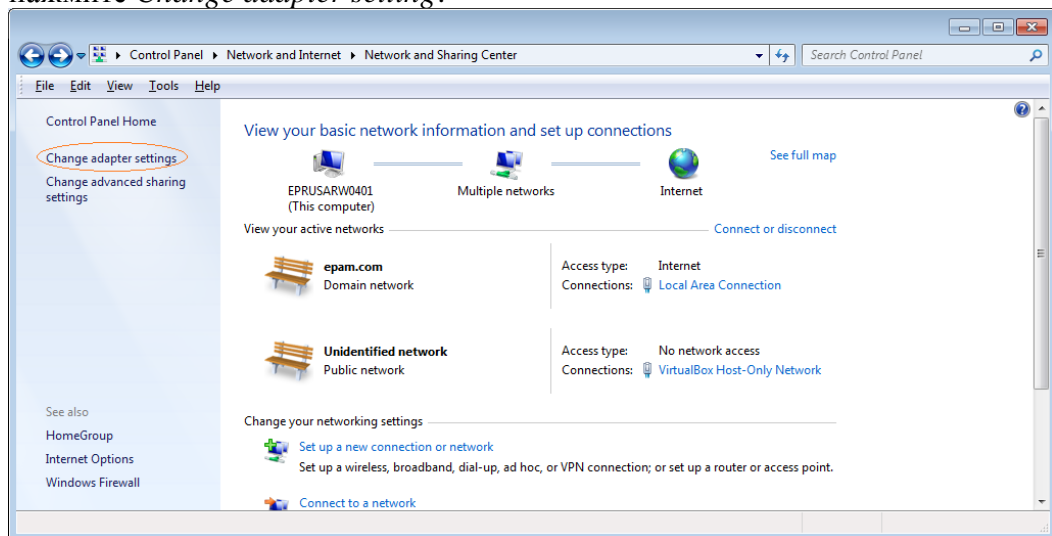 нажмите Change adapter setting:
Control Panel ▸ Network and Internet ▸ Network and Sharing Center
Search Control Panel
File Edit View Tools Help
Control Panel Home
Change adapter settings
Change advanced sharing
settings
See also
HomeGroup
Internet Options
Windows Firewall
View your basic network information and set up connections
See full map
EPRUSARW0401
(This computer)
Multiple networks
Internet
View your active networks
Connect or disconnect
epam.com
Domain network
Access type: Internet
Connections: Local Area Connection
Unidentified network
Public network
Access type: No network access
Connections: VirtualBox Host-Only Network
Change your networking settings
Set up a new connection or network
Set up a wireless, broadband, dial-up, ad hoc, or VPN connection; or set up a router or access point.
Connect to a network